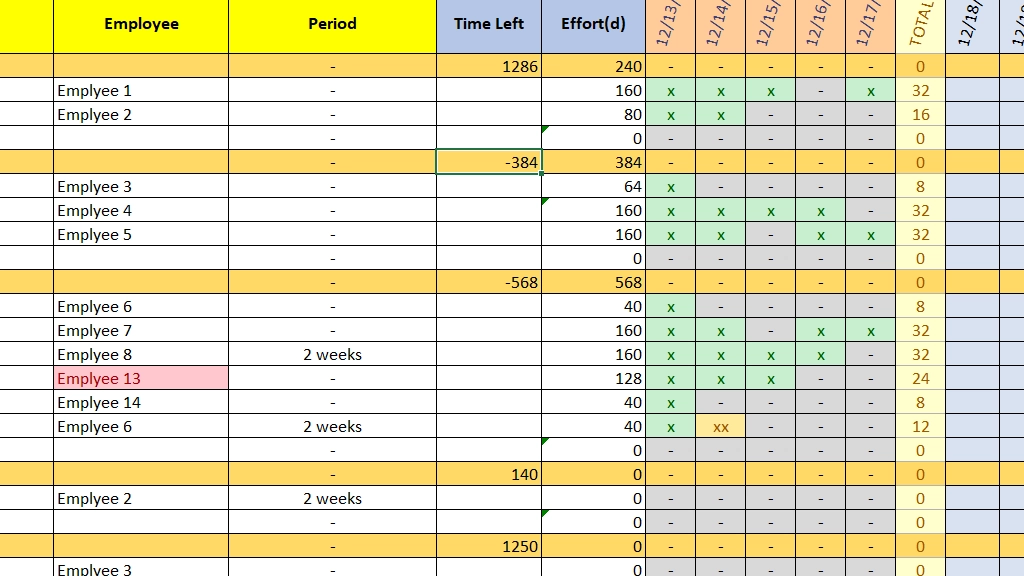 Employee Period Time Left Effort(d) 12/13/ 12/14/ 12/15/ 12/16/ 12/17/ TOTAL 12/18/
- 1286 240 - - - - - 0
Emplyee 1 - 160 x x x - x 32
Emplyee 2 - 80 x x - - - 16
- 0 - - - - - 0
- -384 384 - - - - - 0
Emplyee 3 - 64 x - - - - 8
Emplyee 4 - 160 x x x x - 32
Emplyee 5 - 160 x x - x x 32
- 0 - - - - - 0
- -568 568 - - - - - 0
Emplyee 6 - 40 x - - - - 8
Emplyee 7 - 160 x x - x x 32
Emplyee 8 2 weeks 160 x x x x - 32
Emplyee 13 - 128 x x x - - 24
Emplyee 14 - 40 x - - - - 8
Emplyee 6 2 weeks 40 x xx - - - 12
- 0 - - - - - 0
- 140 0 - - - - - 0
Emplyee 2 2 weeks 0 - - - - - 0
- 0 - - - - - 0
- 1250 0 - - - - - 0
Emplyee 3 - 0 - - - - - 0